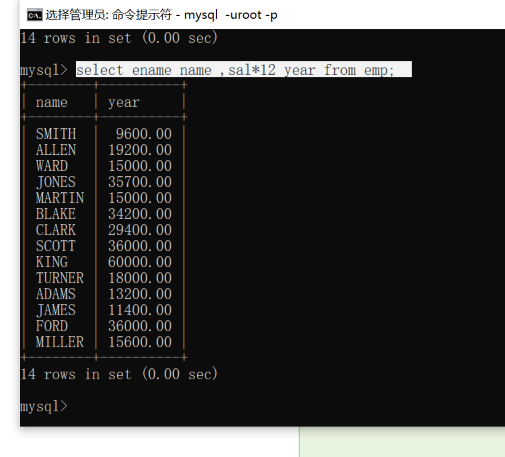 选择管理员: 命令提示符 - mysql  -uroot -p
14 rows in set (0.00 sec)
mysql> select ename name ,sal*12 year from emp;
+--------+----------+
| name   | year     |
+--------+----------+
| SMITH  |  9600.00 |
| ALLEN  | 19200.00 |
| WARD   | 15000.00 |
| JONES  | 35700.00 |
| MARTIN | 15000.00 |
| BLAKE  | 34200.00 |
| CLARK  | 29400.00 |
| SCOTT  | 36000.00 |
| KING   | 60000.00 |
| TURNER | 18000.00 |
| ADAMS  | 13200.00 |
| JAMES  | 11400.00 |
| FORD   | 36000.00 |
| MILLER | 15600.00 |
+--------+----------+
14 rows in set (0.00 sec)
mysql>